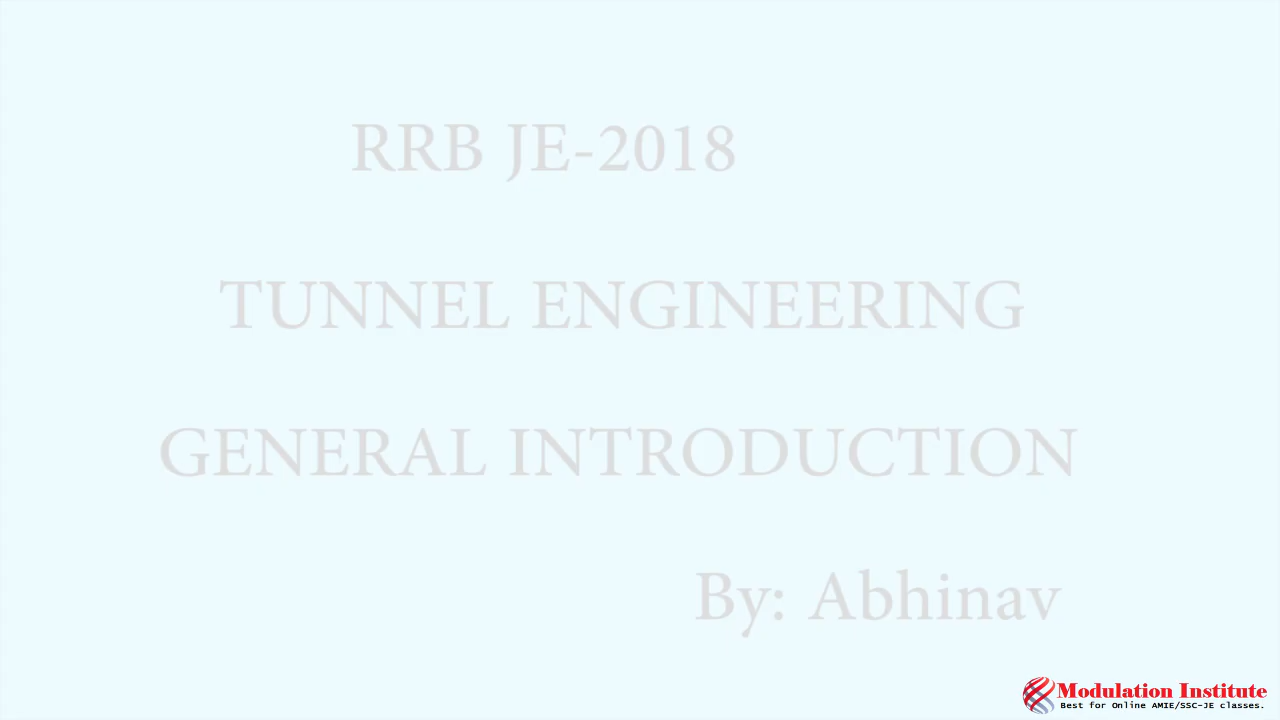 RRB JE-2018
TUNNEL ENGINEERING
GENERAL INTRODUCTION
By: Abhinav
Modulation Institute
Best for Online AMIE/SSC-JE classes.